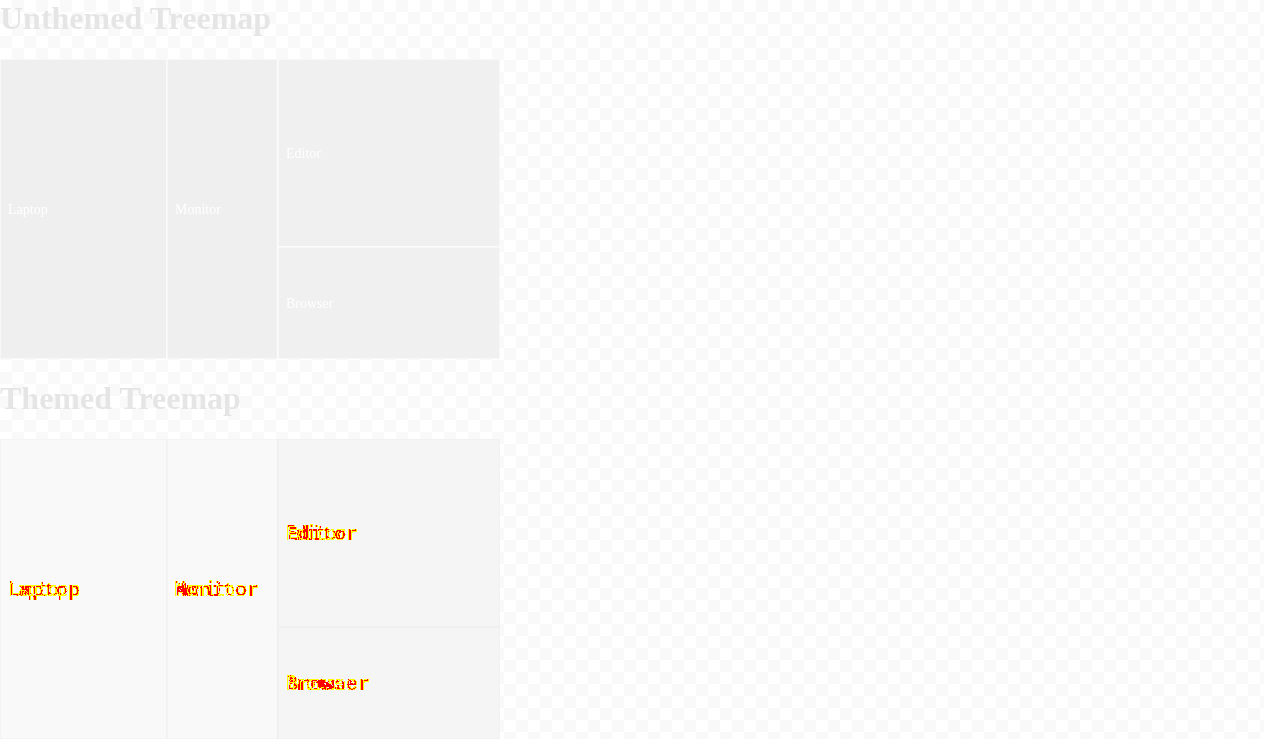 Unthemed Treemap
Editor
Laptop
Monitor
Browser
Themed Treemap
Editor
Laptop
Monitor
Browser